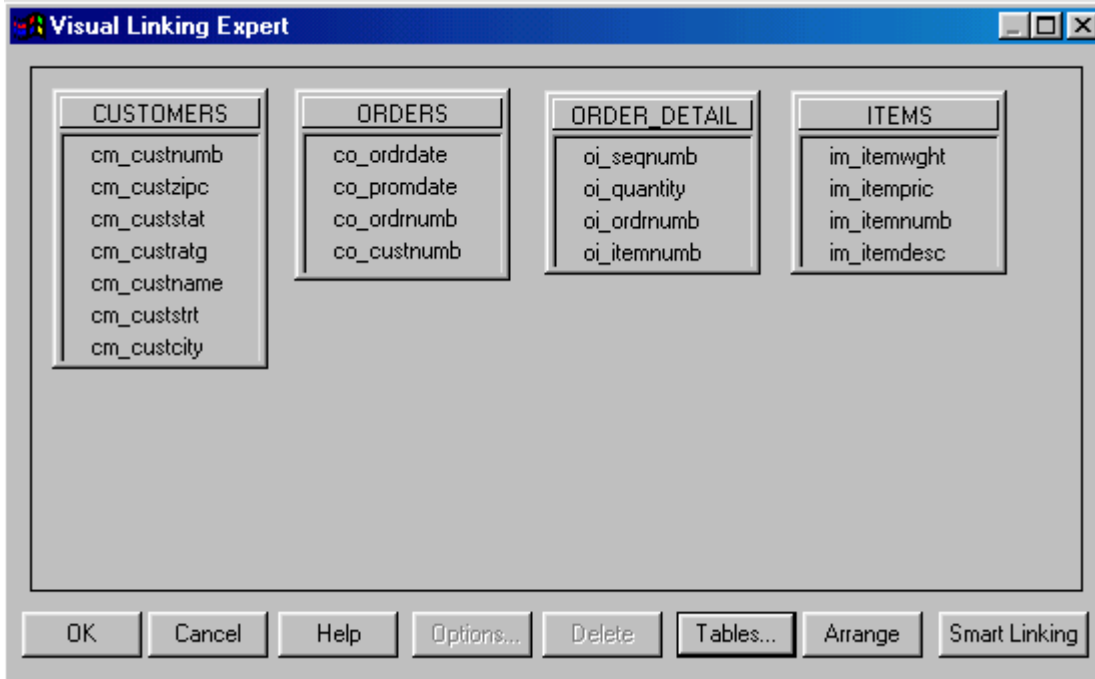 Visual Linking Expert
CUSTOMERS
cm_custnumb
cm_custzipc
cm_custstat
cm_custratg
cm_custname
cm_custstrt
cm_custcity
ORDERS
co_ordrdate
co_promdate
co_ordrnumb
co_custnumb
ORDER_DETAIL
oi_seqnumb
oi_quantity
oi_ordrnumb
oi_itemnumb
ITEMS
im_itemwght
im_itempric
im_itemnumb
im_itemdesc
OK Cancel Help Options... Delete Tables... Arrange Smart Linking